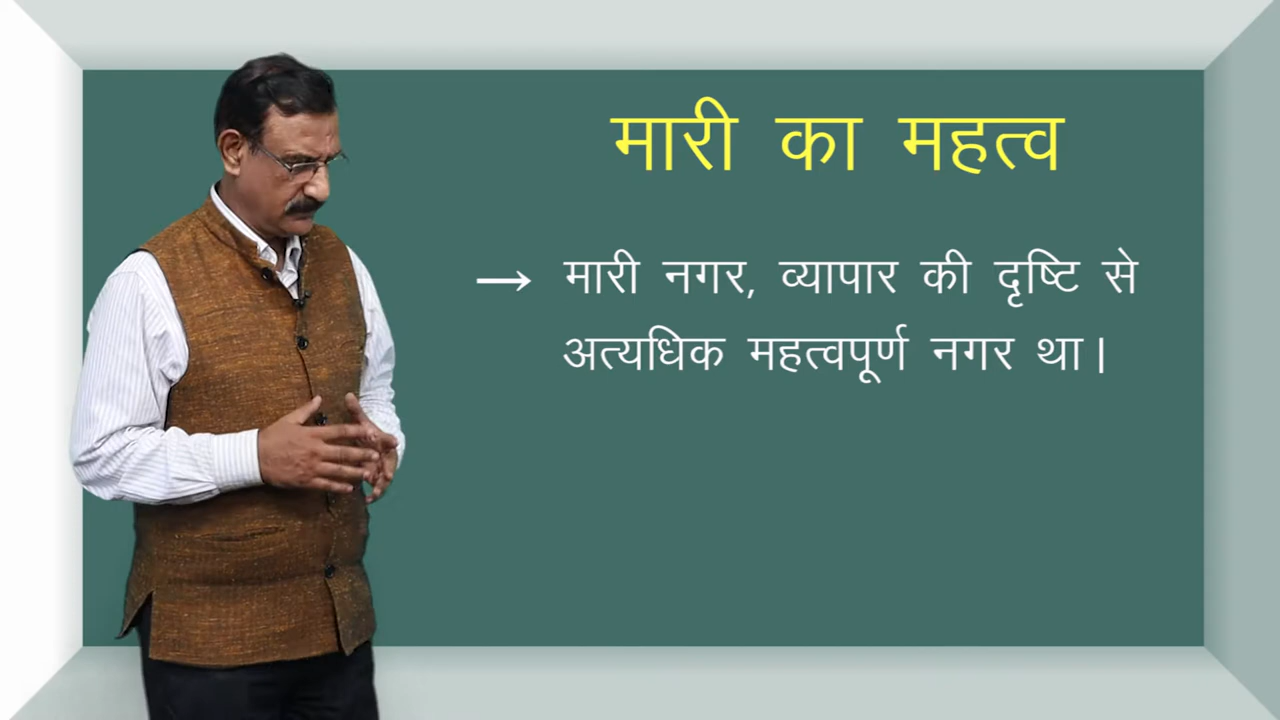 मारी का महत्व
→ मारी नगर, व्यापार की दृष्टि से
अत्यधिक महत्वपूर्ण नगर था।